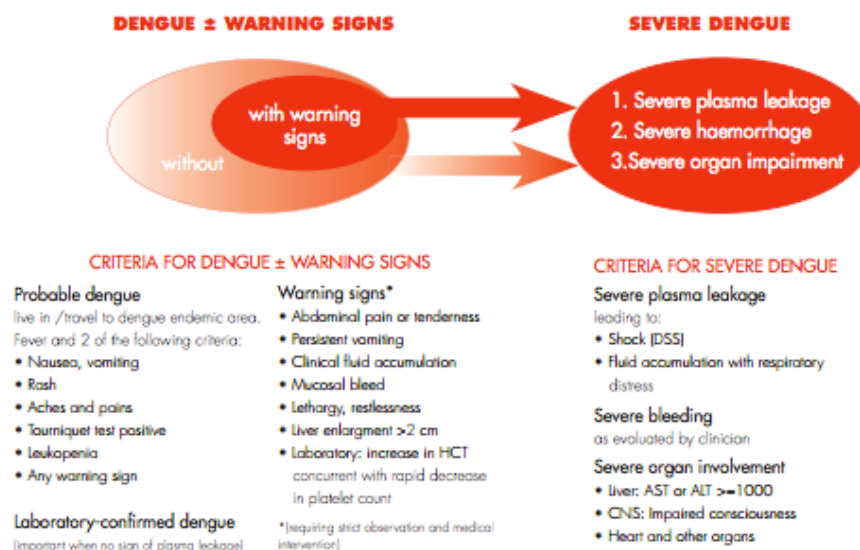 DENGUE ± WARNING SIGNS
SEVERE DENGUE
with warning
signs
without
1. Severe plasma leakage
2. Severe haemorrhage
3.Severe organ impairment
CRITERIA FOR DENGUE ± WARNING SIGNS
Probable dengue
live in /travel to dengue endemic area.
Fever and 2 of the following criteria:
• Nausea, vomiting
• Rash
• Aches and pains
• Tourniquet test positive
• Leukopenia
• Any warning sign
Laboratory-confirmed dengue
(important when no sign of plasma leakage)
Warning signs*
• Abdominal pain or tenderness
• Persistent vomiting
• Clinical fluid accumulation
• Mucosal bleed
• Lethargy, restlessness
• Liver enlargment >2 cm
• Laboratory: increase in HCT
concurrent with rapid decrease
in platelet count
*(requiring strict observation and medical
intervention)
CRITERIA FOR SEVERE DENGUE
Severe plasma leakage
leading to:
• Shock (DSS)
• Fluid accumulation with respiratory
distress
Severe bleeding
as evaluated by clinician
Severe organ involvement
• Liver: AST or ALT >=1000
• CNS: Impaired consciousness
• Heart and other organs